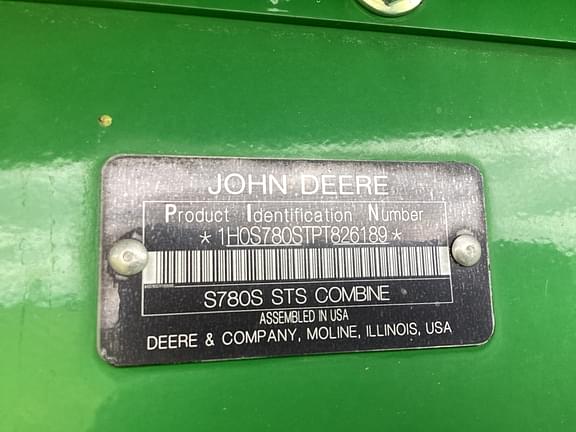 JOHN DEERE
Product Identification Number
*1H0S780STPT826189*
S780S STS COMBINE
ASSEMBLED IN USA
DEERE & COMPANY, MOLINE, ILLINOIS, USA